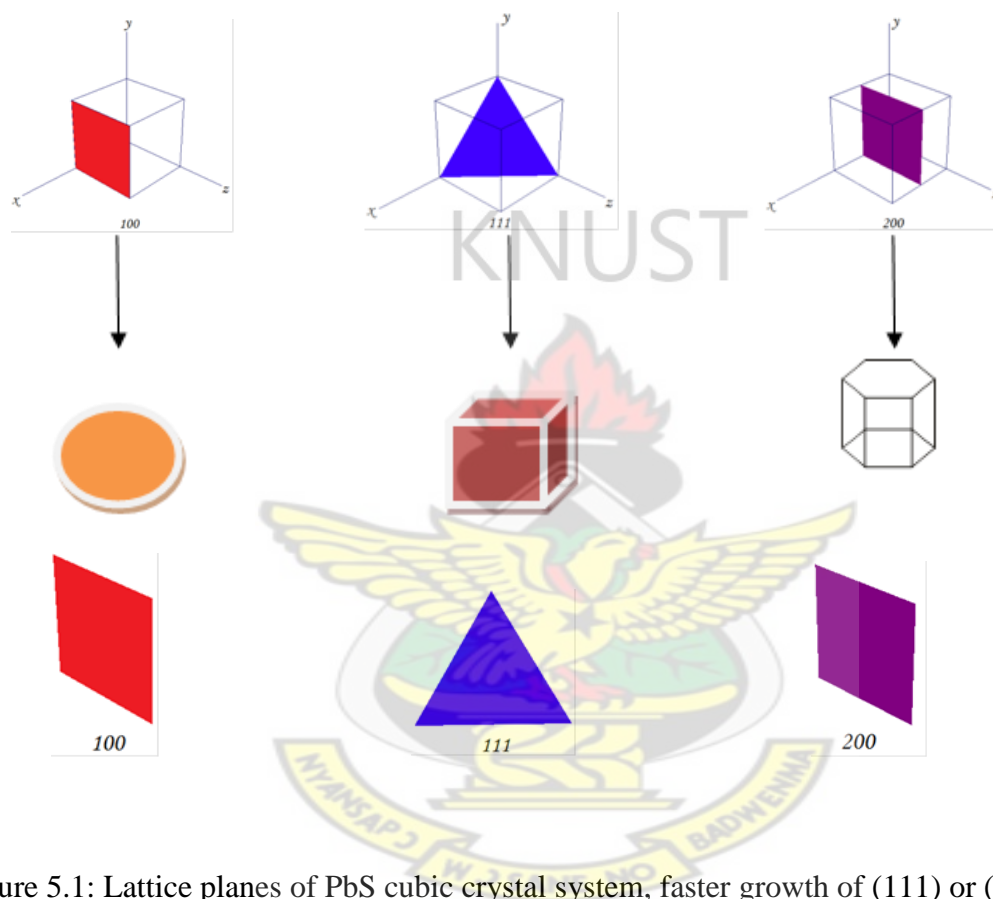 y y y
x z x z x
100 111 200
KNUST
100 111 200
NYANSAPƆ BADWENMA
ure 5.1: Lattice planes of PbS cubic crystal system, faster growth of (111) or (